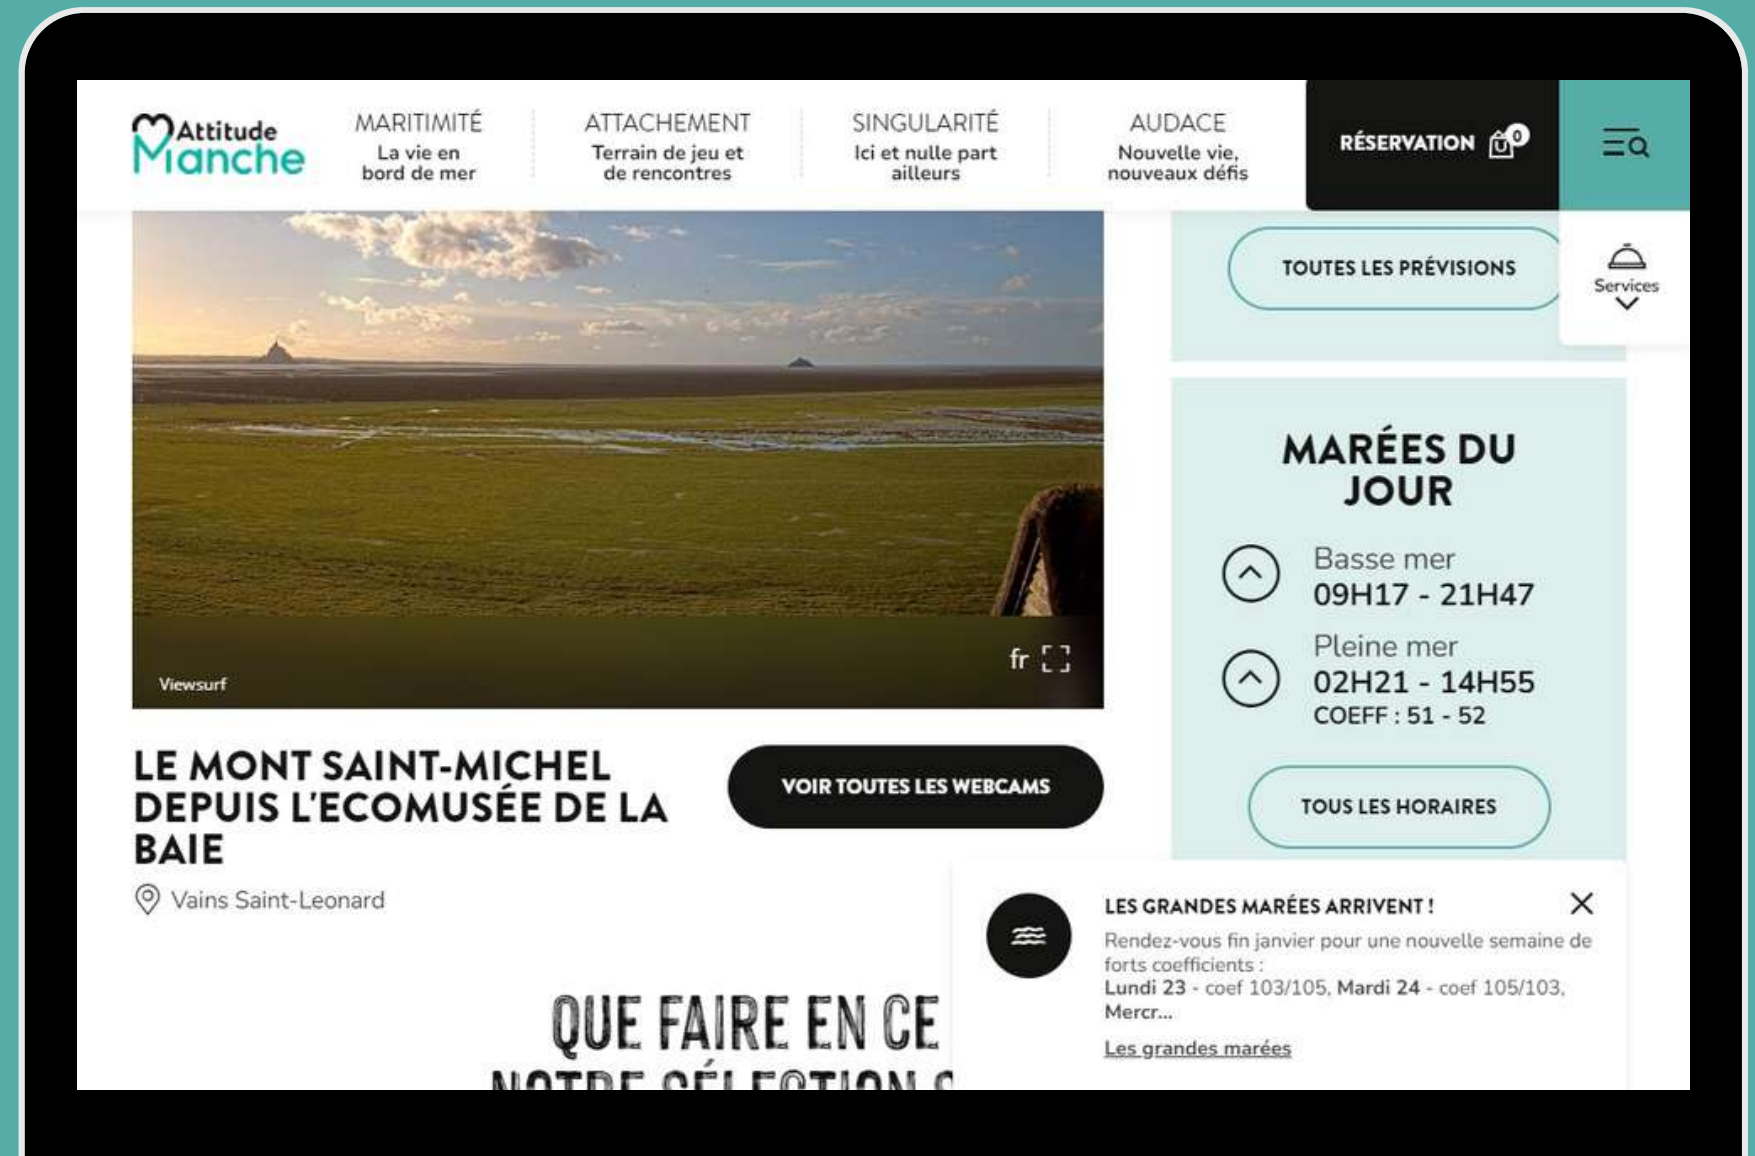 Attitude
Manche
MARITIMITÉ
La vie en
bord de mer
ATTACHEMENT
Terrain de jeu et
de rencontres
SINGULARITÉ
Ici et nulle part
ailleurs
AUDACE
Nouvelle vie,
nouveaux défis
RÉSERVATION 0
Services
TOUTES LES PRÉVISIONS
Viewsurf
fr
LE MONT SAINT-MICHEL
DEPUIS L'ECOMUSÉE DE LA
BAIE
Vains Saint-Leonard
VOIR TOUTES LES WEBCAMS
MARÉES DU
JOUR
Basse mer
09H17 - 21H47
Pleine mer
02H21 - 14H55
COEFF : 51 - 52
TOUS LES HORAIRES
LES GRANDES MARÉES ARRIVENT !
Rendez-vous fin janvier pour une nouvelle semaine de
forts coefficients :
Lundi 23 - coef 103/105, Mardi 24 - coef 105/103,
Mercr...
Les grandes marées
QUE FAIRE EN CE
NOTRE SÉLECTION